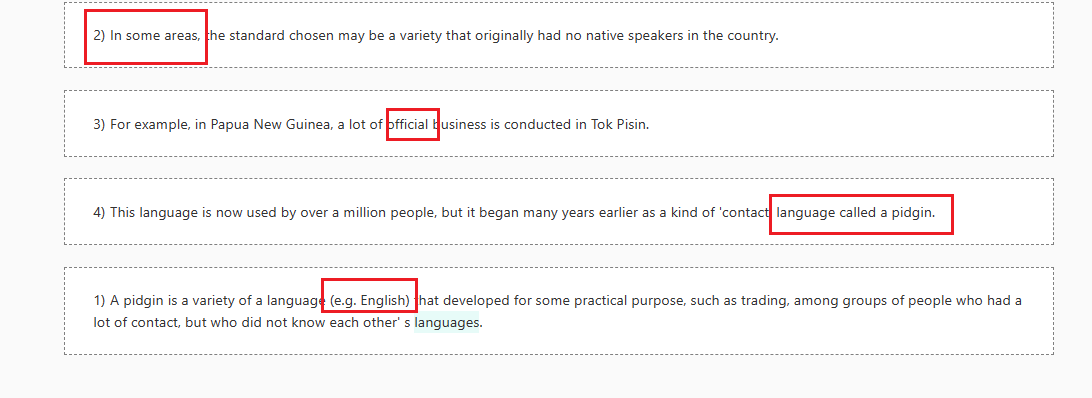 2) In some areas, the standard chosen may be a variety that originally had no native speakers in the country.
3) For example, in Papua New Guinea, a lot of official business is conducted in Tok Pisin.
4) This language is now used by over a million people, but it began many years earlier as a kind of 'contact' language called a pidgin.
1) A pidgin is a variety of a language (e.g. English) that developed for some practical purpose, such as trading, among groups of people who had a
lot of contact, but who did not know each other' s languages.